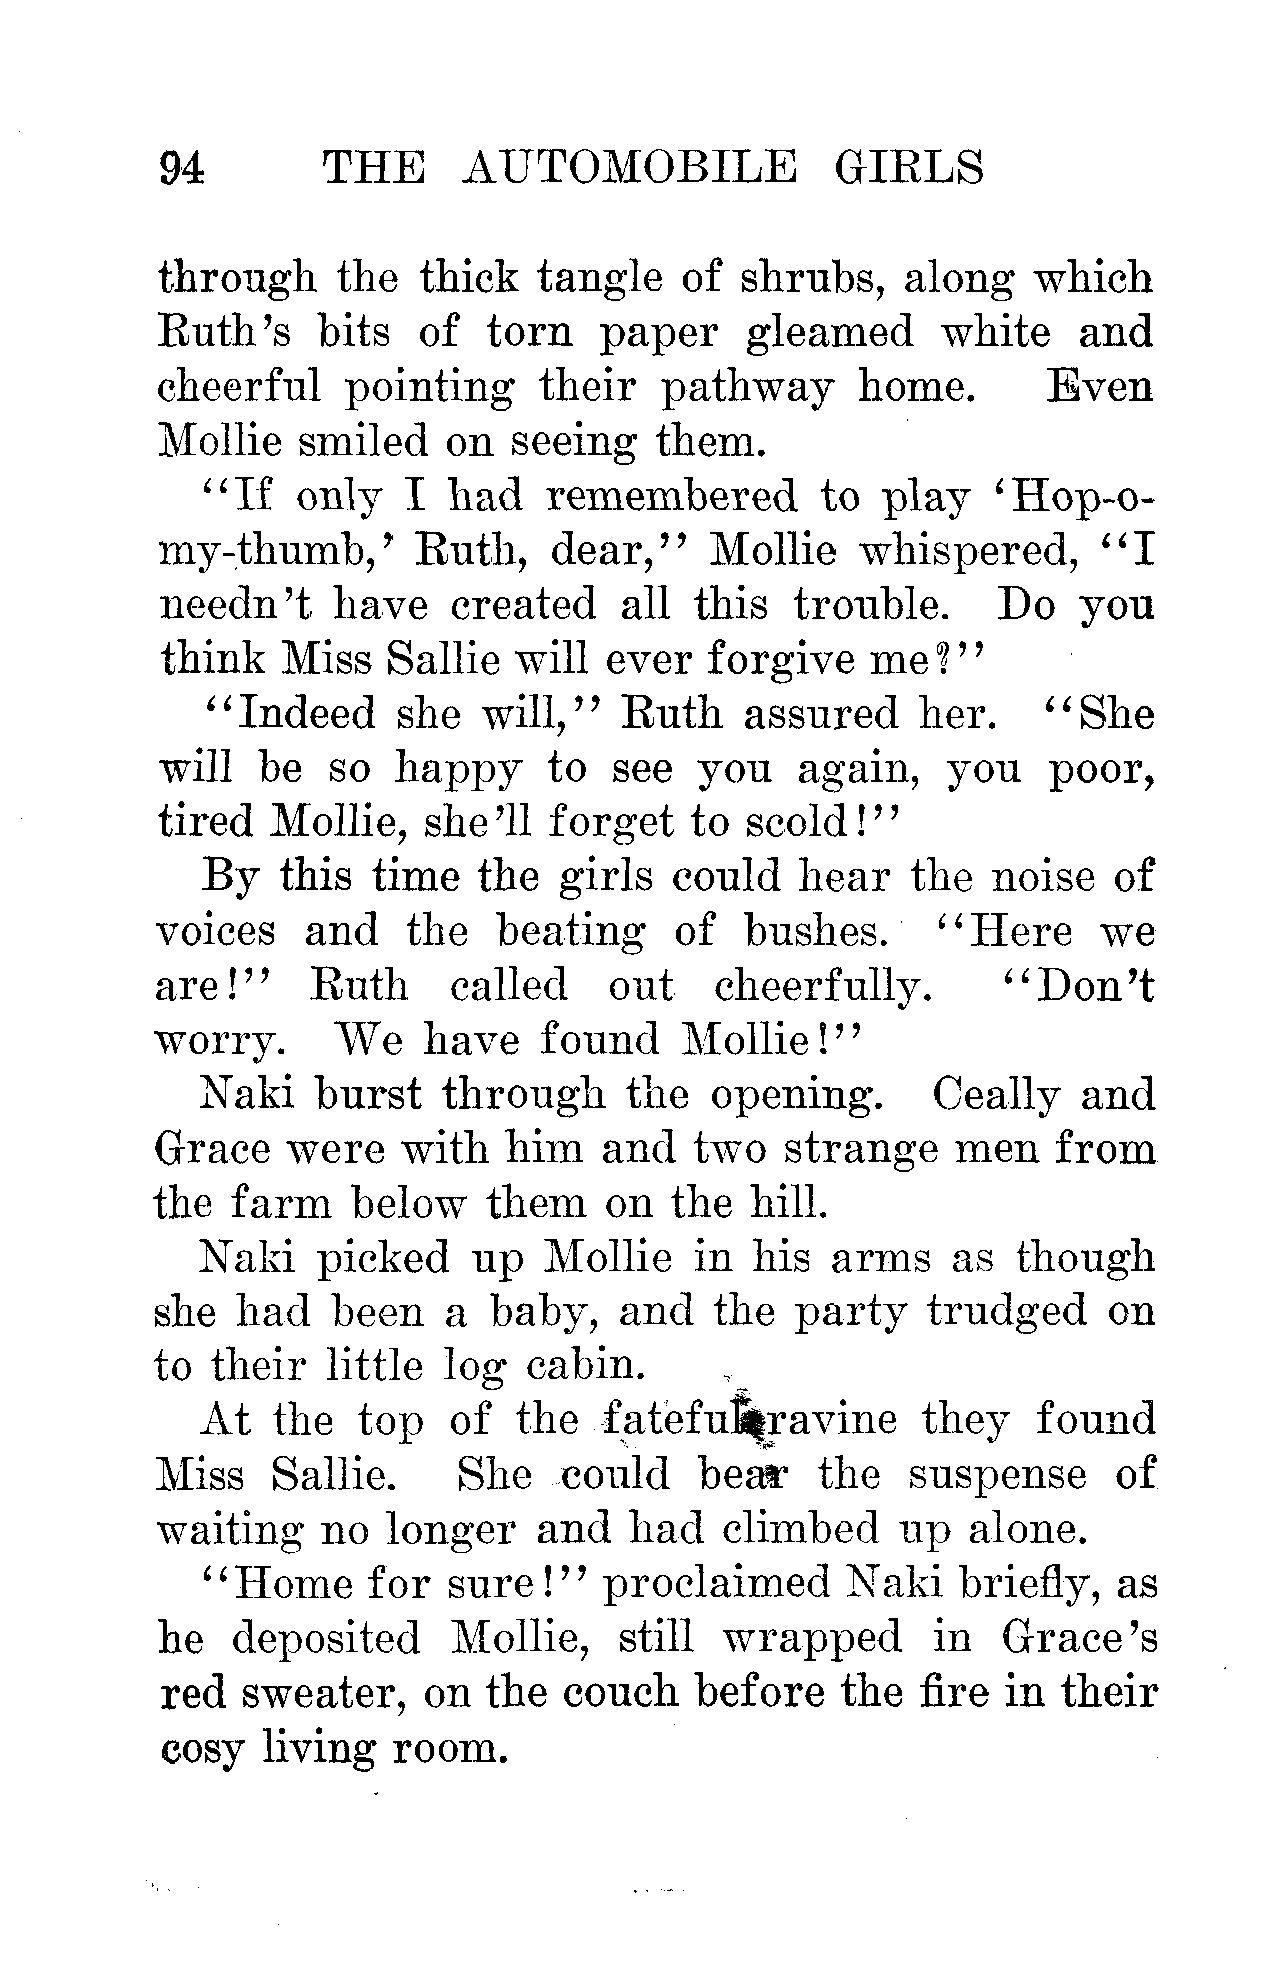 94 THE AUTOMOBILE GIRLS
through the thick tangle of shrubs, along which
Ruth's bits of torn paper gleamed white and
cheerful pointing their pathway home. Even
Mollie smiled on seeing them.
"If only I had remembered to play 'Hop-o-
my-thumb,' Ruth, dear," Mollie whispered, "I
needn't have created all this trouble. Do you
think Miss Sallie will ever forgive me?"
"Indeed she will," Ruth assured her. "She
will be so happy to see you again, you poor,
tired Mollie, she'll forget to scold!"
By this time the girls could hear the noise of
voices and the beating of bushes. "Here we
are!" Ruth called out cheerfully. "Don't
worry. We have found Mollie!"
Naki burst through the opening. Ceally and
Grace were with him and two strange men from
the farm below them on the hill.
Naki picked up Mollie in his arms as though
she had been a baby, and the party trudged on
to their little log cabin.
At the top of the fateful ravine they found
Miss Sallie. She could bear the suspense of
waiting no longer and had climbed up alone.
"Home for sure!" proclaimed Naki briefly, as
he deposited Mollie, still wrapped in Grace's
red sweater, on the couch before the fire in their
cosy living room.